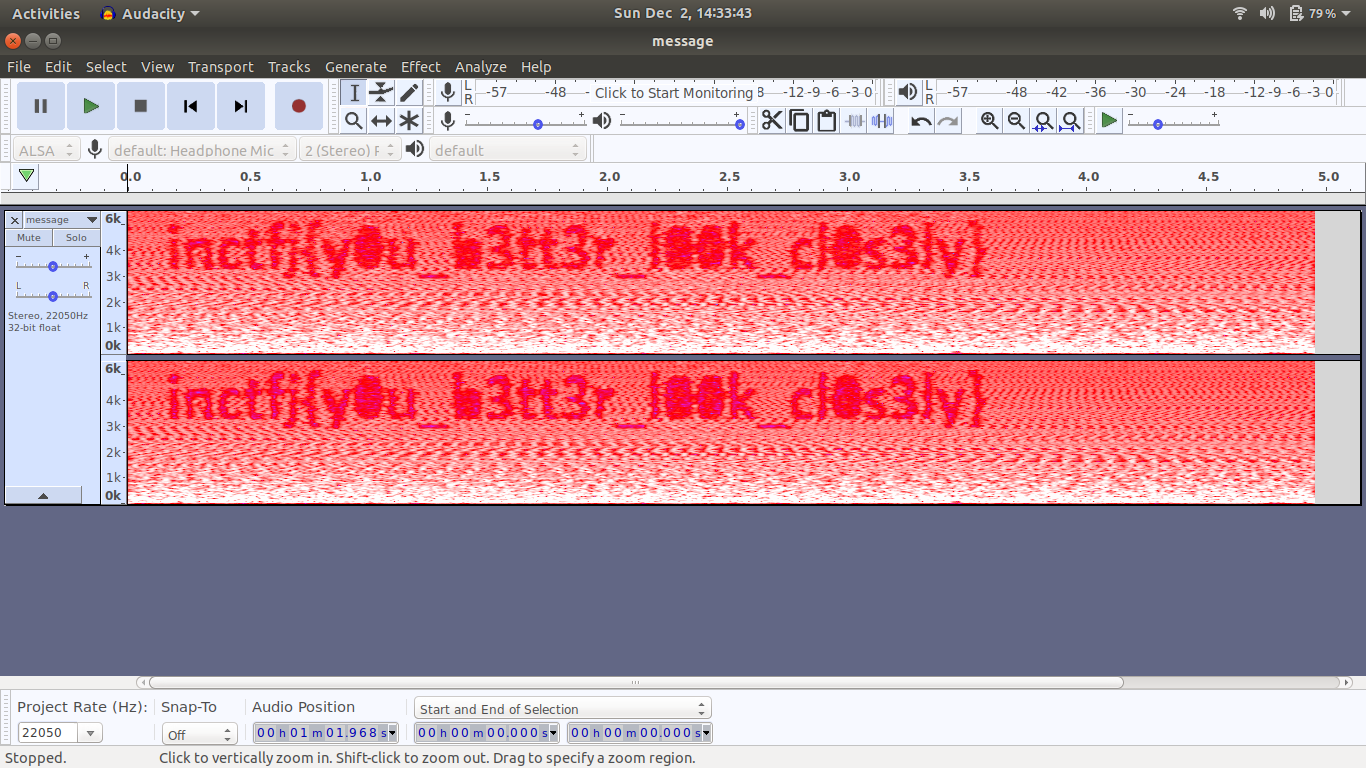 Activities Audacity Sun Dec 2, 14:33:43 79%
message
File Edit Select View Transport Tracks Generate Effect Analyze Help
L R -57 -48 - Click to Start Monitoring 8 -12 -9 -6 -3 0 L R -57 -48 -42 -36 -30 -24 -18 -12 -9 -6 -3 0
- + - + - +
ALSA default: Headphone Mic 2 (Stereo) default
0.0 0.5 1.0 1.5 2.0 2.5 3.0 3.5 4.0 4.5 5.0
x message
Mute Solo
- +
L R
Stereo, 22050Hz
32-bit float
6k
4k
3k
2k
1k
0k
inctfj{y0u_b3tt3r_l00k_cl0s3ly}
6k
4k
3k
2k
1k
0k
inctfj{y0u_b3tt3r_l00k_cl0s3ly}
Project Rate (Hz): Snap-To Audio Position Start and End of Selection
22050 Off 00 h 01 m 01.968 s 00 h 00 m 00.000 s 00 h 00 m 00.000 s
Stopped. Click to vertically zoom in. Shift-click to zoom out. Drag to specify a zoom region.